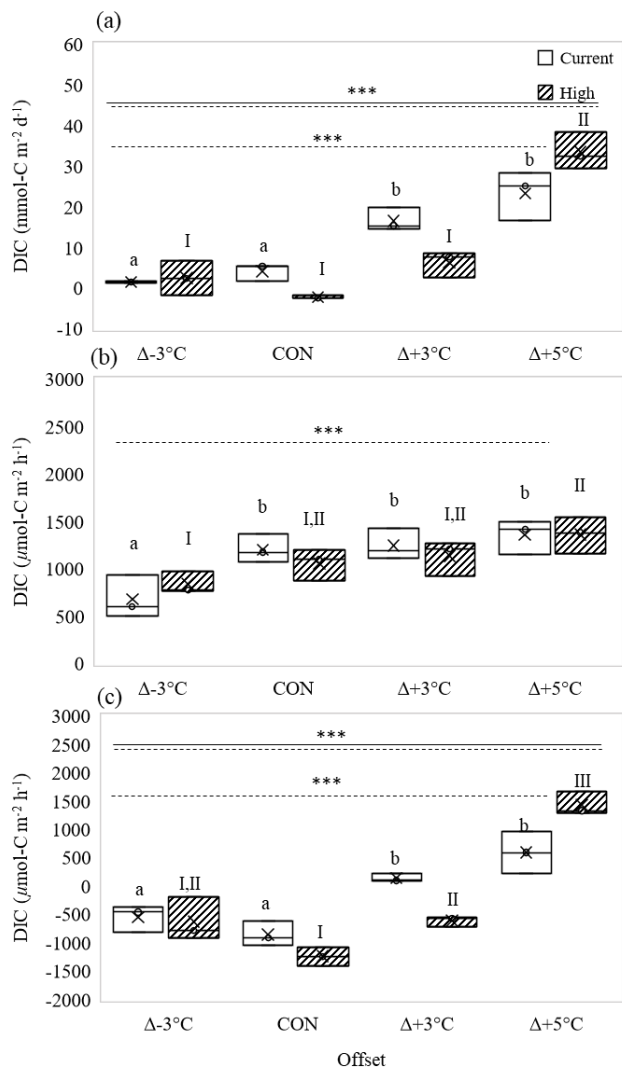 (a)
60
50
40
30
20
10
0
-10
DIC (mmol-C m⁻² d⁻¹)
Current
High
***
***
a
I
a
I
b
I
b
II
Δ-3°C
CON
Δ+3°C
Δ+5°C
(b)
3000
2500
2000
1500
1000
500
0
DIC (µmol-C m⁻² h⁻¹)
***
a
I
b
I,II
b
I,II
b
II
Δ-3°C
CON
Δ+3°C
Δ+5°C
(c)
3000
2500
2000
1500
1000
500
0
-500
-1000
-1500
-2000
DIC (µmol-C m⁻² h⁻¹)
***
***
a
I,II
a
I
b
II
b
III
Δ-3°C
CON
Δ+3°C
Δ+5°C
Offset